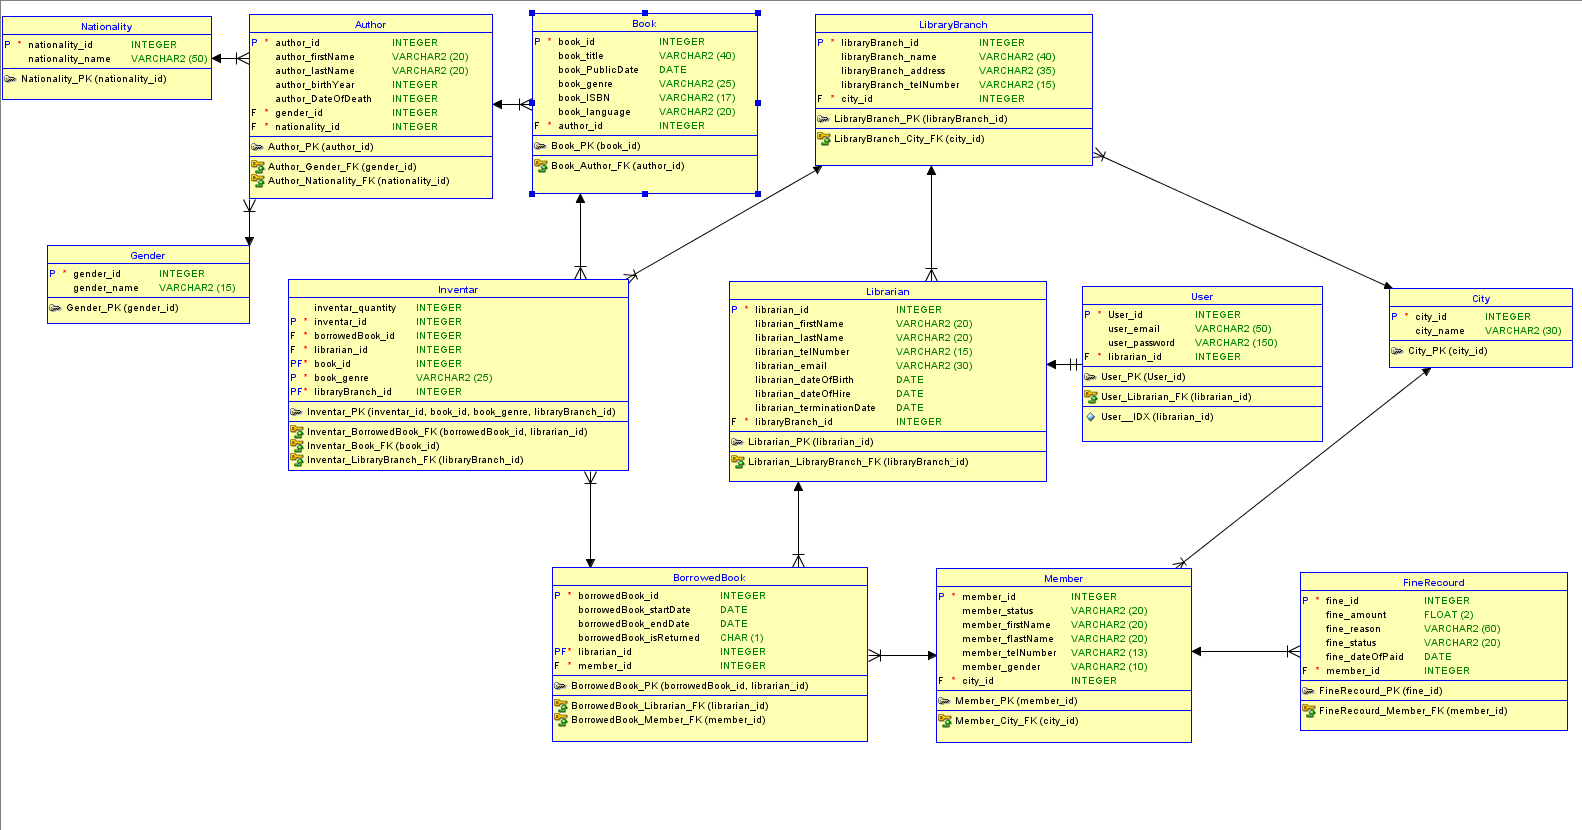 Nationality
P * nationality_id INTEGER
nationality_name VARCHAR2 (50)
Nationality_PK (nationality_id)
Author
P * author_id INTEGER
author_firstName VARCHAR2 (20)
author_lastName VARCHAR2 (20)
author_birthYear INTEGER
author_DateOfDeath INTEGER
F * gender_id INTEGER
F * nationality_id INTEGER
Author_PK (author_id)
Author_Gender_FK (gender_id)
Author_Nationality_FK (nationality_id)
Book
P * book_id INTEGER
book_title VARCHAR2 (40)
book_PublicDate DATE
book_genre VARCHAR2 (25)
book_ISBN VARCHAR2 (17)
book_language VARCHAR2 (20)
F * author_id INTEGER
Book_PK (book_id)
Book_Author_FK (author_id)
LibraryBranch
P * libraryBranch_id INTEGER
libraryBranch_name VARCHAR2 (40)
libraryBranch_address VARCHAR2 (35)
libraryBranch_telNumber VARCHAR2 (15)
F * city_id INTEGER
LibraryBranch_PK (libraryBranch_id)
LibraryBranch_City_FK (city_id)
Gender
P * gender_id INTEGER
gender_name VARCHAR2 (15)
Gender_PK (gender_id)
Inventar
inventar_quantity INTEGER
P * inventar_id INTEGER
F * borrowedBook_id INTEGER
F * librarian_id INTEGER
PF* book_id INTEGER
P * book_genre VARCHAR2 (25)
PF* libraryBranch_id INTEGER
Inventar_PK (inventar_id, book_id, book_genre, libraryBranch_id)
Inventar_BorrowedBook_FK (borrowedBook_id, librarian_id)
Inventar_Book_FK (book_id)
Inventar_LibraryBranch_FK (libraryBranch_id)
Librarian
P * librarian_id INTEGER
librarian_firstName VARCHAR2 (20)
librarian_lastName VARCHAR2 (20)
librarian_telNumber VARCHAR2 (15)
librarian_email VARCHAR2 (30)
librarian_dateOfBirth DATE
librarian_dateOfHire DATE
librarian_terminationDate DATE
F * libraryBranch_id INTEGER
Librarian_PK (librarian_id)
Librarian_LibraryBranch_FK (libraryBranch_id)
User
P * User_id INTEGER
user_email VARCHAR2 (50)
user_password VARCHAR2 (150)
F * librarian_id INTEGER
User_PK (User_id)
User_Librarian_FK (librarian_id)
User__IDX (librarian_id)
City
P * city_id INTEGER
city_name VARCHAR2 (30)
City_PK (city_id)
BorrowedBook
P * borrowedBook_id INTEGER
borrowedBook_startDate DATE
borrowedBook_endDate DATE
borrowedBook_isReturned CHAR (1)
PF* librarian_id INTEGER
F * member_id INTEGER
BorrowedBook_PK (borrowedBook_id, librarian_id)
BorrowedBook_Librarian_FK (librarian_id)
BorrowedBook_Member_FK (member_id)
Member
P * member_id INTEGER
member_status VARCHAR2 (20)
member_firstName VARCHAR2 (20)
member_flastName VARCHAR2 (20)
member_telNumber VARCHAR2 (13)
member_gender VARCHAR2 (10)
F * city_id INTEGER
Member_PK (member_id)
Member_City_FK (city_id)
FineRecourd
P * fine_id INTEGER
fine_amount FLOAT (2)
fine_reason VARCHAR2 (60)
fine_status VARCHAR2 (20)
fine_dateOfPaid DATE
F * member_id INTEGER
FineRecourd_PK (fine_id)
FineRecourd_Member_FK (member_id)